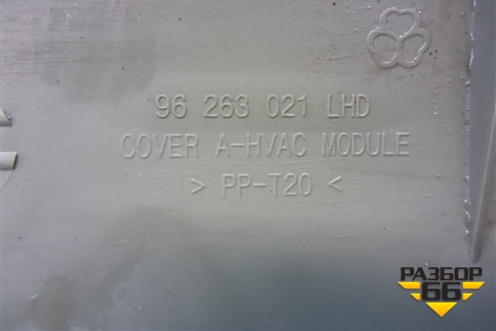 96 263 021 LHD
COVER A-HVAC MODULE
> PP-T20 <
РАЗБОР
66